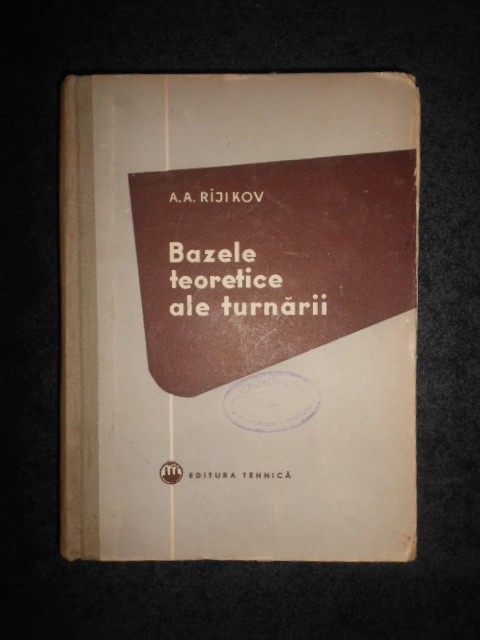 A.A. RÎJIKOV
Bazele
teoretice
ale turnării
EDITURA TEHNICĂ